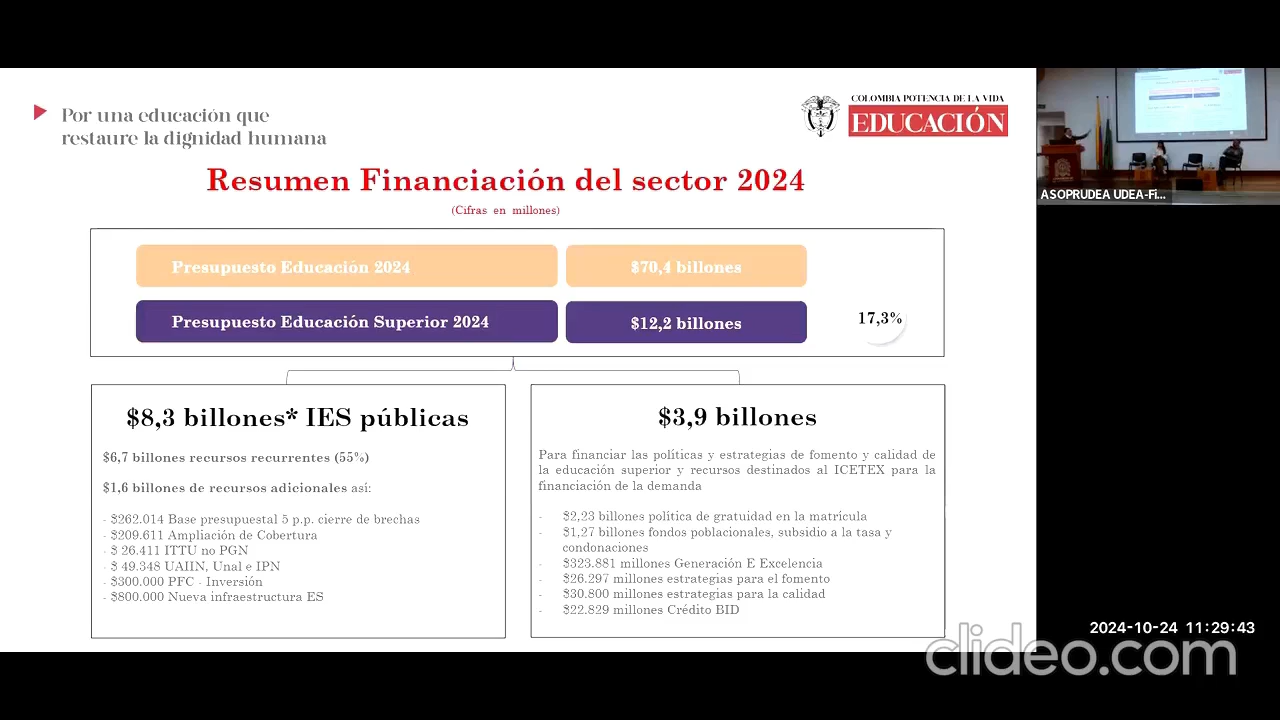 Por una educación que
restaure la dignidad humana
COLOMBIA POTENCIA DE LA VIDA
EDUCACIÓN
Resumen Financiación del sector 2024
(Cifras en millones)
Presupuesto Educación 2024
$70,4 billones
Presupuesto Educación Superior 2024
$12,2 billones
17,3%
$8,3 billones* IES públicas
$6,7 billones recursos recurrentes (55%)
$1,6 billones de recursos adicionales así:
- $262.014 Base presupuestal 5 p.p. cierre de brechas
- $209.611 Ampliación de Cobertura
- $ 26.411 ITTU no PGN
- $ 49.348 UAIIN, Unal e IPN
- $300.000 PFC - Inversión
- $800.000 Nueva infraestructura ES
$3,9 billones
Para financiar las políticas y estrategias de fomento y calidad de
la educación superior y recursos destinados al ICETEX para la
financiación de la demanda
- $2,23 billones política de gratuidad en la matrícula
- $1,27 billones fondos poblacionales, subsidio a la tasa y
condonaciones
- $323.881 millones Generación E Excelencia
- $26.297 millones estrategias para el fomento
- $30.800 millones estrategias para la calidad
- $22.829 millones Crédito BID
ASOPRUDEA UDEA-Fi...
2024-10-24 11:29:43
clideo.com